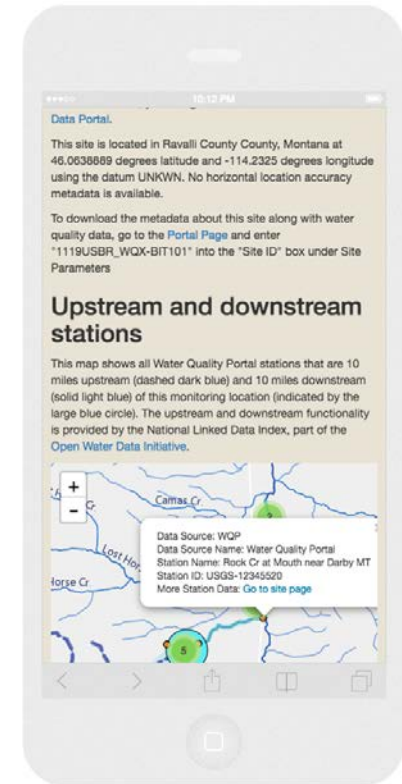 10:12 PM
Data Portal.
This site is located in Ravalli County County, Montana at
46.0638889 degrees latitude and -114.2325 degrees longitude
using the datum UNKWN. No horizontal location accuracy
metadata is available.
To download the metadata about this site along with water
quality data, go to the Portal Page and enter
"1119USBR_WQX-BIT101" into the "Site ID" box under Site
Parameters
Upstream and downstream
stations
This map shows all Water Quality Portal stations that are 10
miles upstream (dashed dark blue) and 10 miles downstream
(solid light blue) of this monitoring location (indicated by the
large blue circle). The upstream and downstream functionality
is provided by the National Linked Data Index, part of the
Open Water Data Initiative.
+
-
Camas Cr
Cr
Lost
Horse Cr
Data Source: WQP
Data Source Name: Water Quality Portal
Station Name: Rock Cr at Mouth near Darby MT
Station ID: USGS-12345520
More Station Data: Go to site page
5